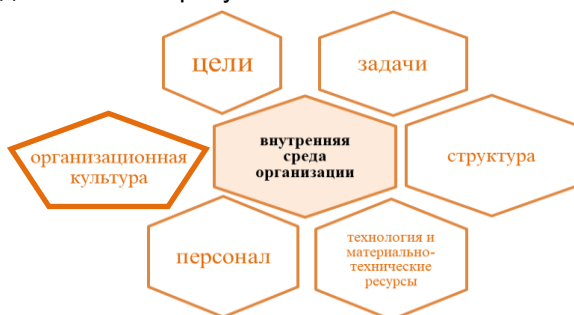 цели
задачи
внутренняя
среда
организации
организационная
культура
структура
персонал
технология и
материально-
технические
ресурсы